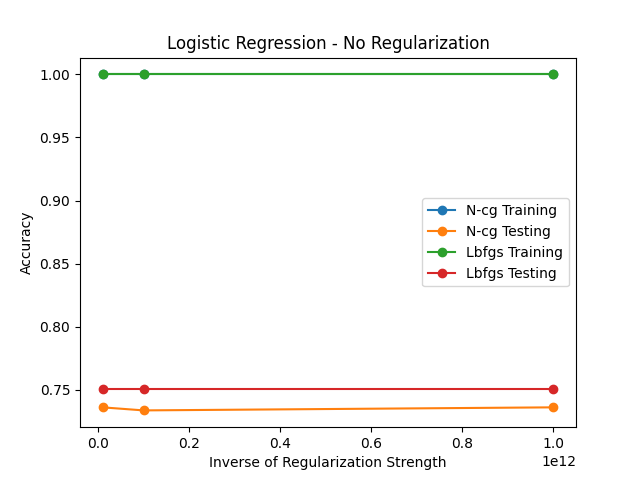 Logistic Regression - No Regularization
1.00
0.95
0.90
0.85
0.80
0.75
Accuracy
N-cg Training
N-cg Testing
Lbfgs Training
Lbfgs Testing
0.0 0.2 0.4 0.6 0.8 1.0
1e12
Inverse of Regularization Strength